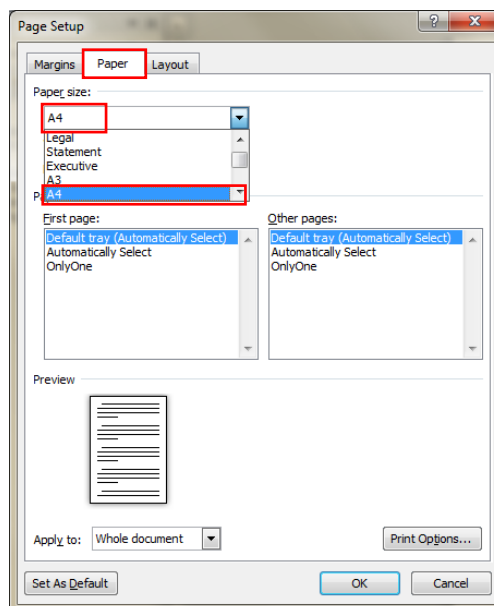 Page Setup
Margins Paper Layout
Paper size:
A4
Legal
Statement
Executive
A3
A4
First page: Other pages:
Default tray (Automatically Select) Default tray (Automatically Select)
Automatically Select Automatically Select
OnlyOne OnlyOne
Preview
Apply to: Whole document Print Options...
Set As Default OK Cancel